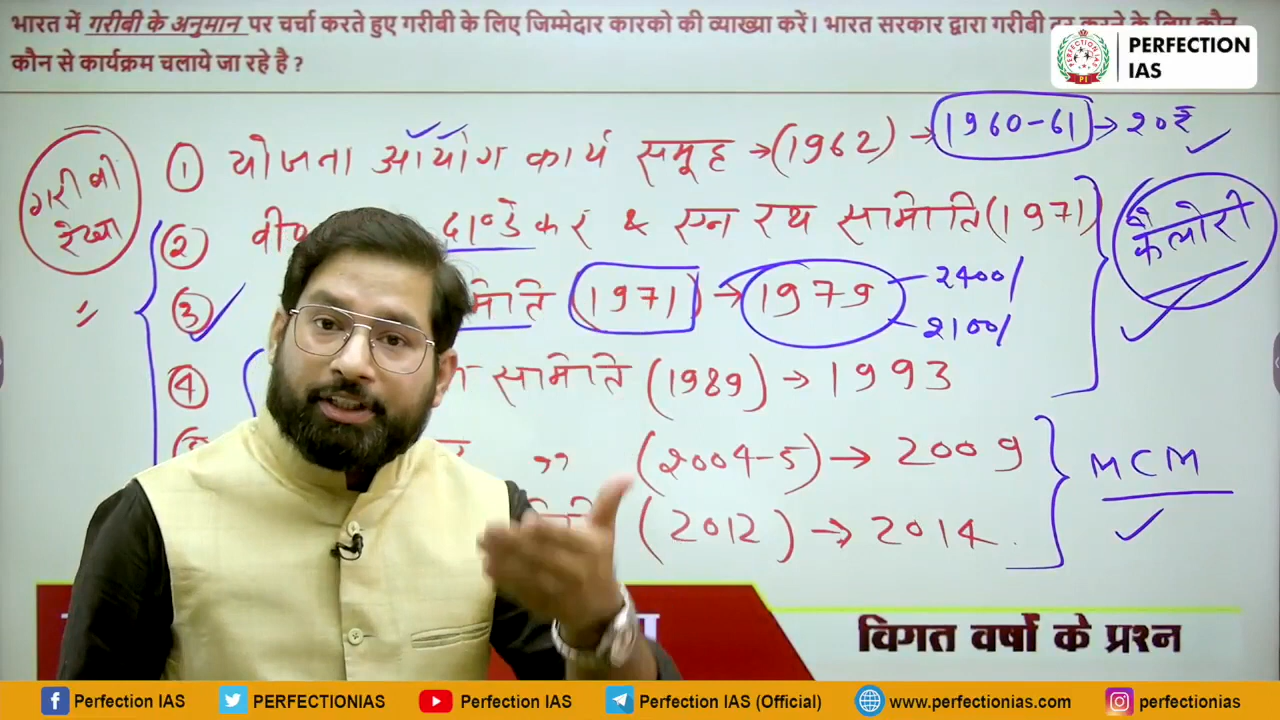 भारत में गरीबी के अनुमान पर चर्चा करते हुए गरीबी के लिए जिम्मेदार कारको की व्याख्या करें। भारत सरकार द्वारा गरीबी दूर करने के लिए कौन
कौन से कार्यक्रम चलाये जा रहे है ?
PERFECTION
IAS
PI
गरीबी
रेखा
① योजना आयोग कार्य समूह → (1962) → 1960-61 → २०₹
② दाण्डेकर & एन रथ समिति (1971)
कैलोरी
③ समिति 1971 → 1979
2400/
2100/
④ समिति (1989) → 1993
,, (2004-5) → 2009
MCM
(2012) → 2014
विगत वर्षों के प्रश्न
Perfection IAS PERFECTIONIAS Perfection IAS Perfection IAS (Official) www.perfectionias.com perfectionias